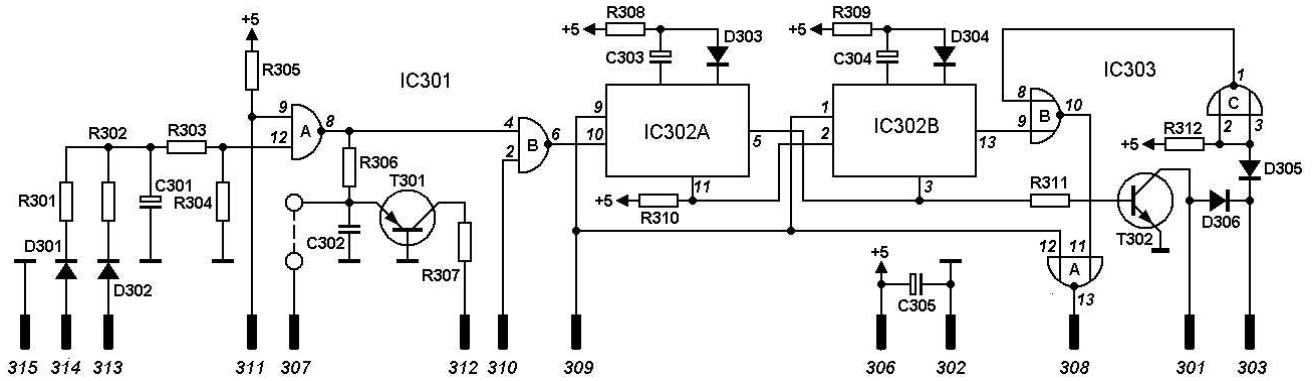 +5
R305
IC301
+5
R308
C303
D303
+5
R309
C304
D304
IC303
9
12
A
8
R301
R302
R303
C301
R304
D301
D302
R306
T301
C302
R307
4
2
B
6
9
10
IC302A
5
11
+5
R310
1
2
IC302B
13
3
8
9
B
10
1
C
2
3
+5
R312
D305
R311
T302
D306
12
11
A
13
+5
C305
315
314
313
311
307
312
310
309
306
302
308
301
303